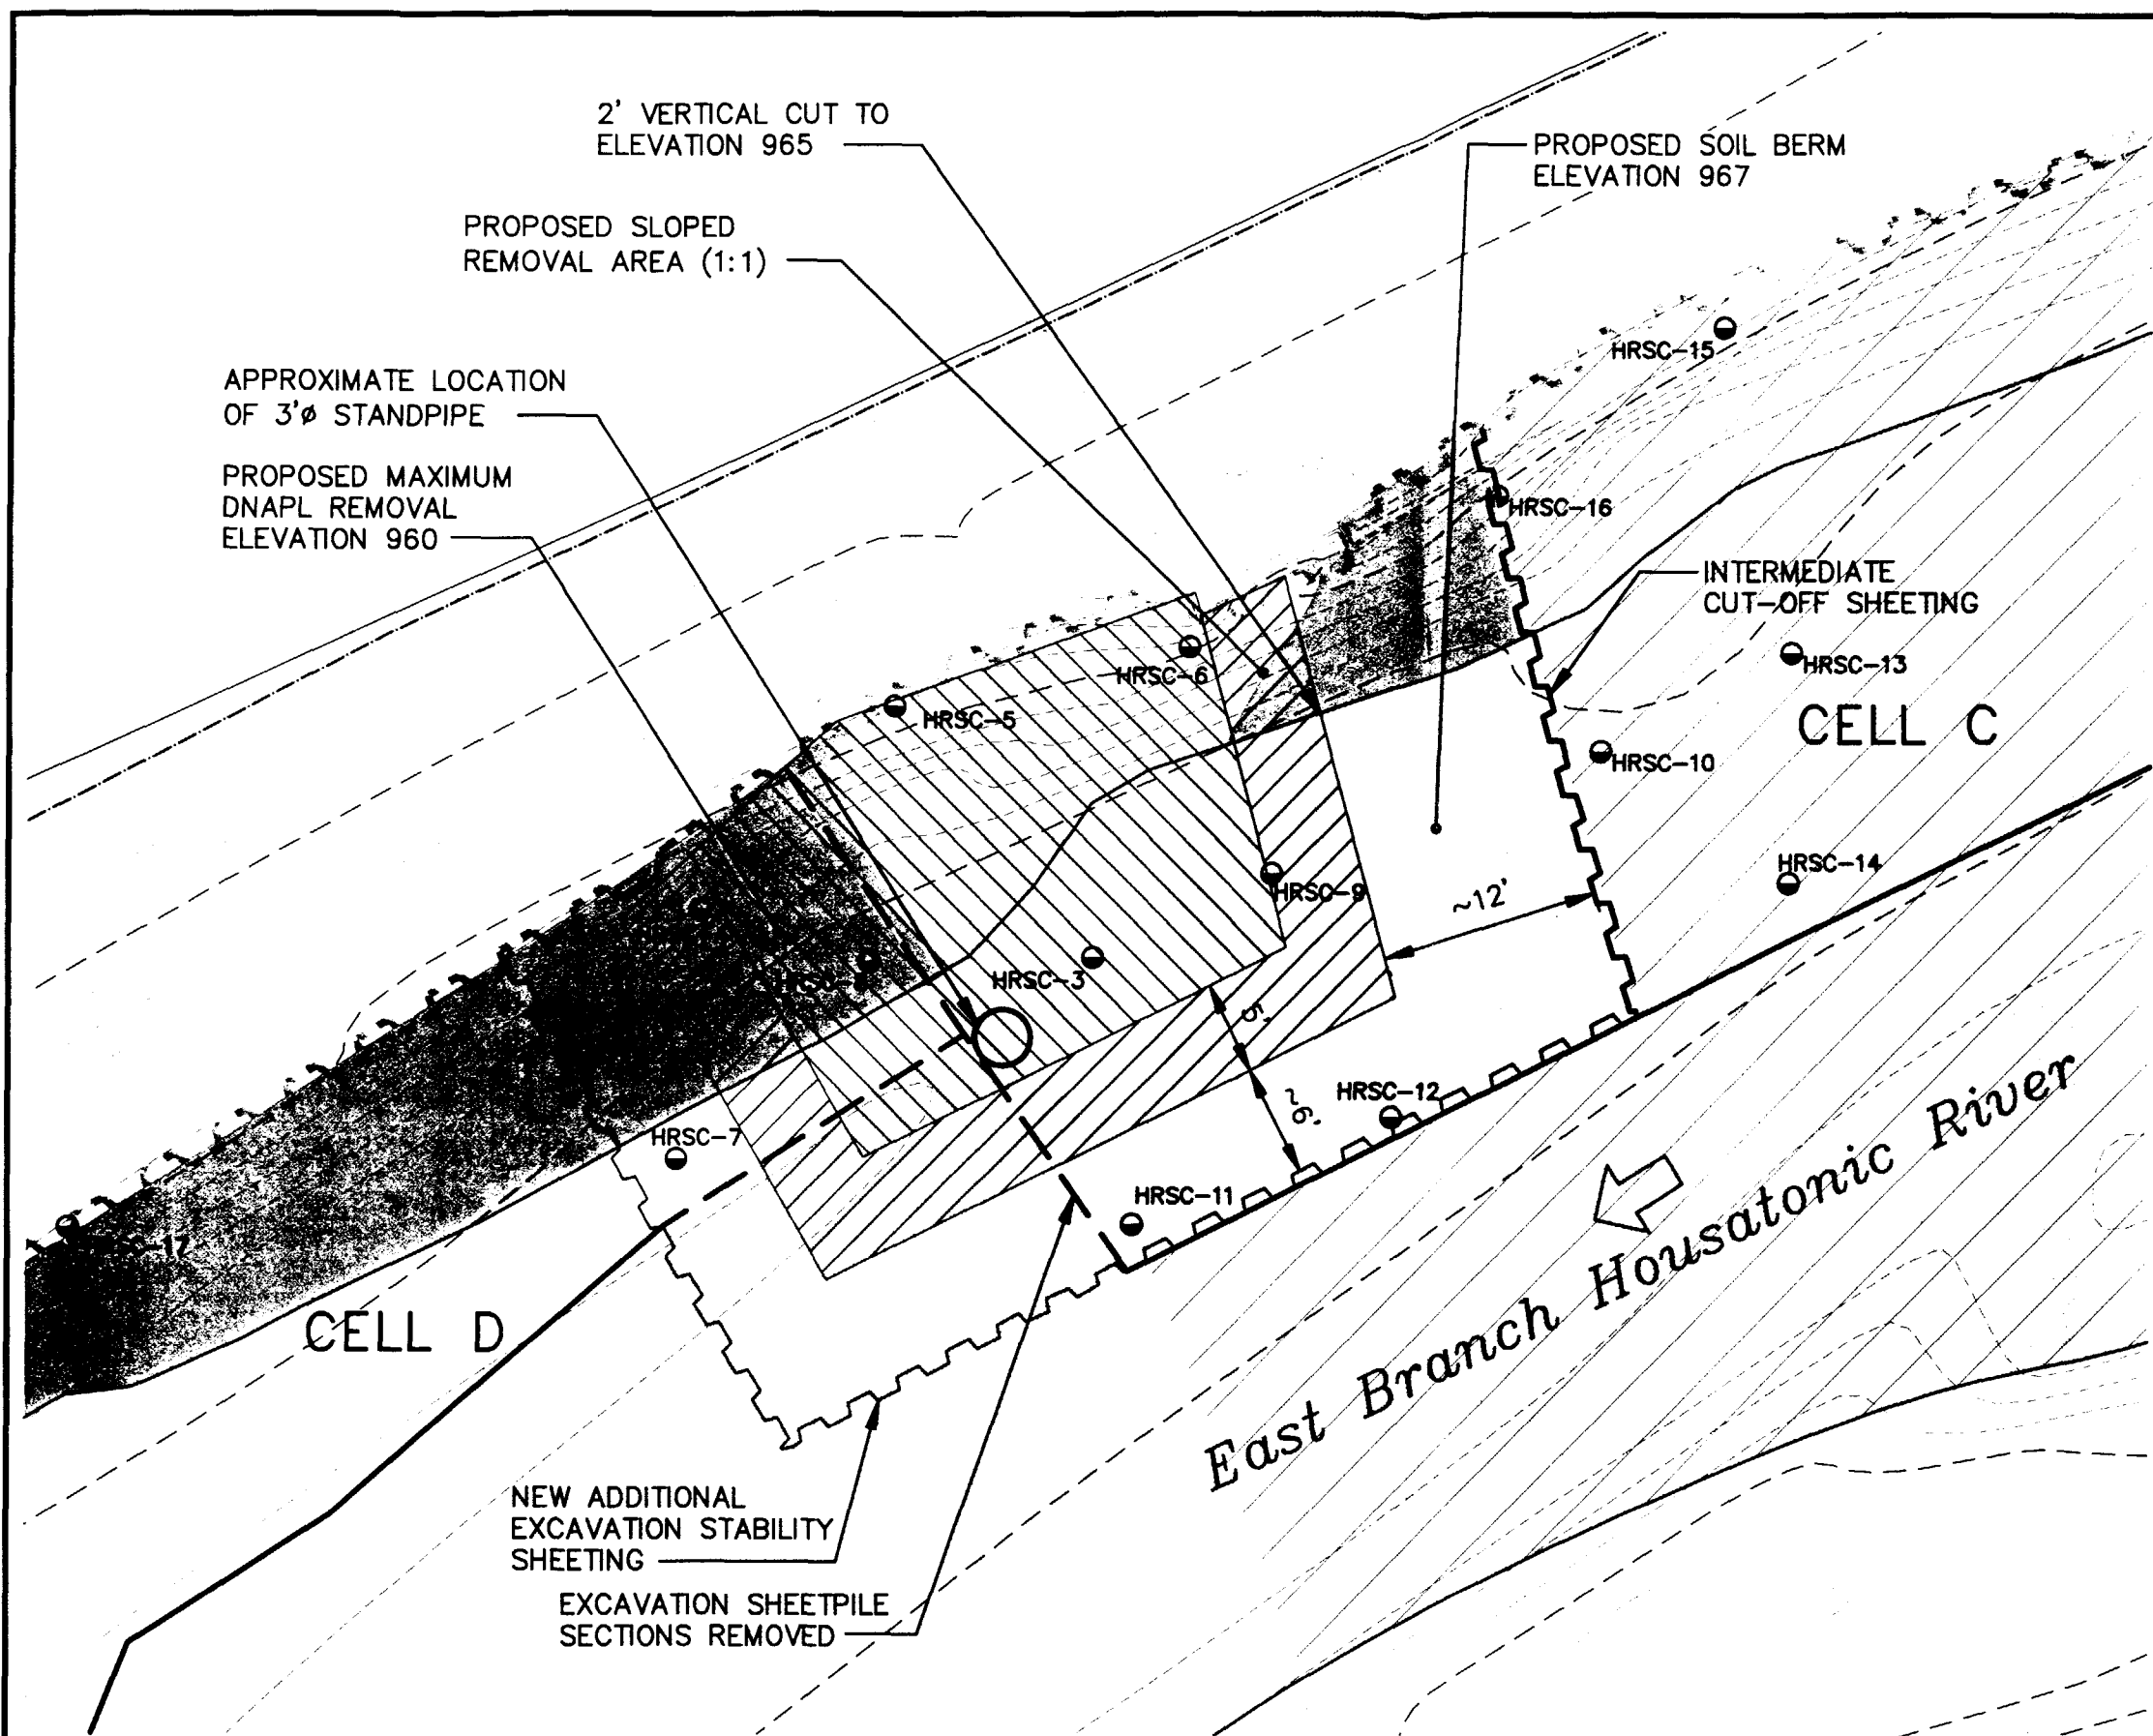 2' VERTICAL CUT TO
ELEVATION 965
PROPOSED SOIL BERM
ELEVATION 967
PROPOSED SLOPED
REMOVAL AREA (1:1)
APPROXIMATE LOCATION
OF 3'ø STANDPIPE
PROPOSED MAXIMUM
DNAPL REMOVAL
ELEVATION 960
HRSC-15
HRSC-16
INTERMEDIATE
CUT-OFF SHEETING
HRSC-13
CELL C
HRSC-6
HRSC-5
HRSC-10
HRSC-14
HRSC-9
~12'
HRSC-3
5'
~6'
HRSC-12
HRSC-7
HRSC-11
East Branch Housatonic River
CELL D
NEW ADDITIONAL
EXCAVATION STABILITY
SHEETING
EXCAVATION SHEETPILE
SECTIONS REMOVED